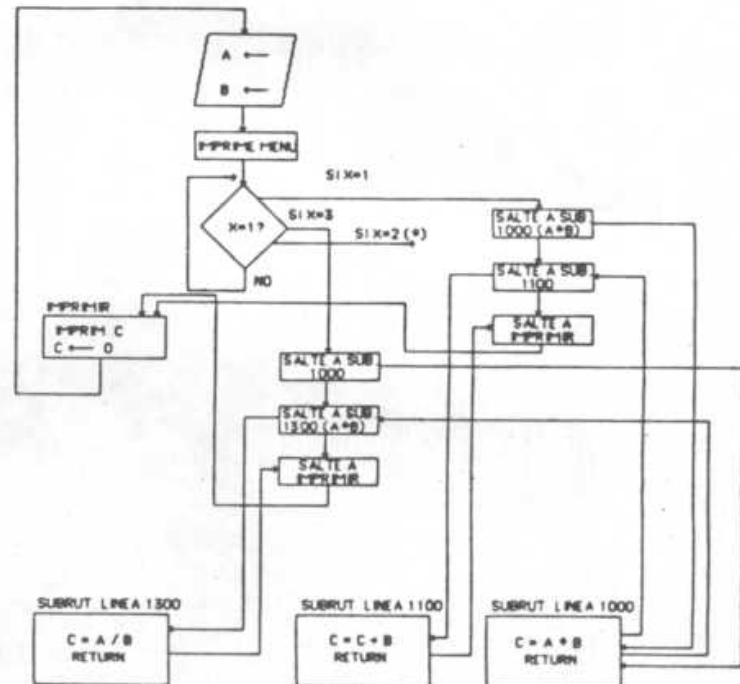 A ←
B ←
IMPRIME MENU
SI X=1
X=1?
SI X=3
SI X=2 (*)
NO
SALTE A SUB
1000 (A*B)
SALTE A SUB
1100
SALTE A
IMPRIMIR
IMPRIMIR
IMPRIM C
C ← 0
SALTE A SUB
1000
SALTE A SUB
1300 (A*B)
SALTE A
IMPRIMIR
SUBRUT LINEA 1300
C = A / B
RETURN
SUBRUT LINEA 1100
C = C + B
RETURN
SUBRUT LINEA 1000
C = A * B
RETURN